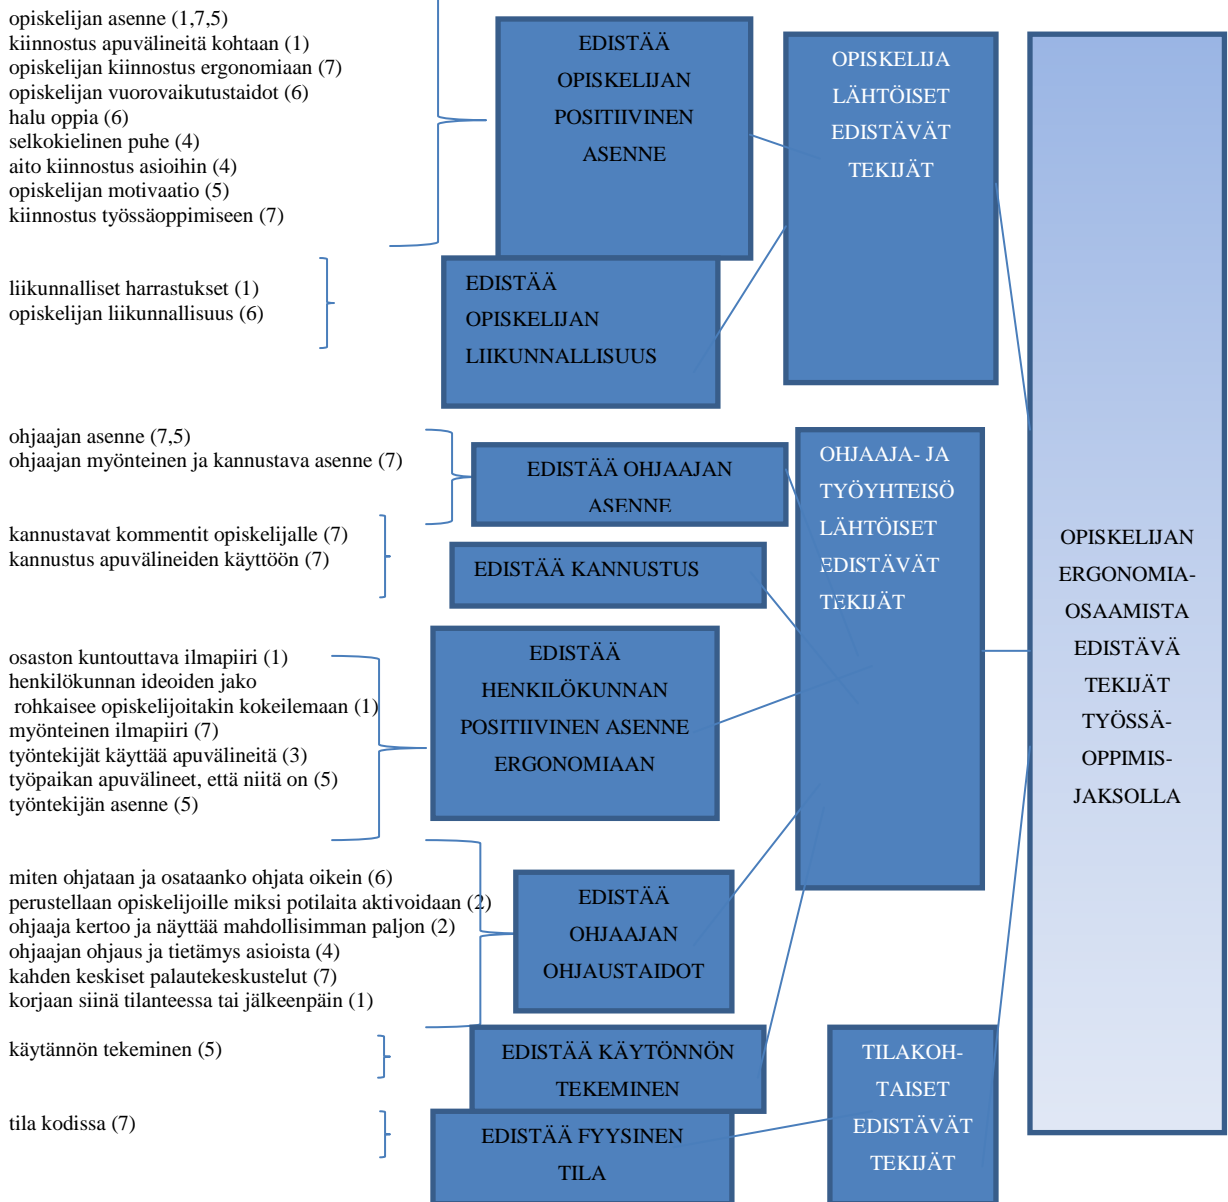 opiskelijan asenne (1,7,5)
kiinnostus apuvälineitä kohtaan (1)
opiskelijan kiinnostus ergonomiaan (7)
opiskelijan vuorovaikutustaidot (6)
halu oppia (6)
selkokielinen puhe (4)
aito kiinnostus asioihin (4)
opiskelijan motivaatio (5)
kiinnostus työssäoppimiseen (7)
liikunnalliset harrastukset (1)
opiskelijan liikunnallisuus (6)
ohjaajan asenne (7,5)
ohjaajan myönteinen ja kannustava asenne (7)
kannustavat kommentit opiskelijalle (7)
kannustus apuvälineiden käyttöön (7)
osaston kuntouttava ilmapiiri (1)
henkilökunnan ideoiden jako
rohkaisee opiskelijoitakin kokeilemaan (1)
myönteinen ilmapiiri (7)
työntekijät käyttää apuvälineitä (3)
työpaikan apuvälineet, että niitä on (5)
työntekijän asenne (5)
miten ohjataan ja osataanko ohjata oikein (6)
perustellaan opiskelijoille miksi potilaita aktivoidaan (2)
ohjaaja kertoo ja näyttää mahdollisimman paljon (2)
ohjaajan ohjaus ja tietämys asioista (4)
kahden keskiset palautekeskustelut (7)
korjaan siinä tilanteessa tai jälkeenpäin (1)
käytännön tekeminen (5)
tila kodissa (7)
EDISTÄÄ
OPISKELIJAN
POSITIIVINEN
ASENNE
EDISTÄÄ
OPISKELIJAN
LIIKUNNALLISUUS
EDISTÄÄ OHJAAJAN
ASENNE
EDISTÄÄ KANNUSTUS
EDISTÄÄ
HENKILÖKUNNAN
POSITIIVINEN ASENNE
ERGONOMIAAN
EDISTÄÄ
OHJAAJAN
OHJAUSTAIDOT
EDISTÄÄ KÄYTÖNNÖN
TEKEMINEN
EDISTÄÄ FYYSINEN
TILA
OPISKELIJA
LÄHTÖISET
EDISTÄVÄT
TEKIJÄT
OHJAAJA- JA
TYÖYHTEISÖ
LÄHTÖISET
EDISTÄVÄT
TEKIJÄT
TILAKOH-
TAISET
EDISTÄVÄT
TEKIJÄT
OPISKELIJAN
ERGONOMIA-
OSAAMISTA
EDISTÄVÄ
TEKIJÄT
TYÖSSÄ-
OPPIMIS-
JAKSOLLA